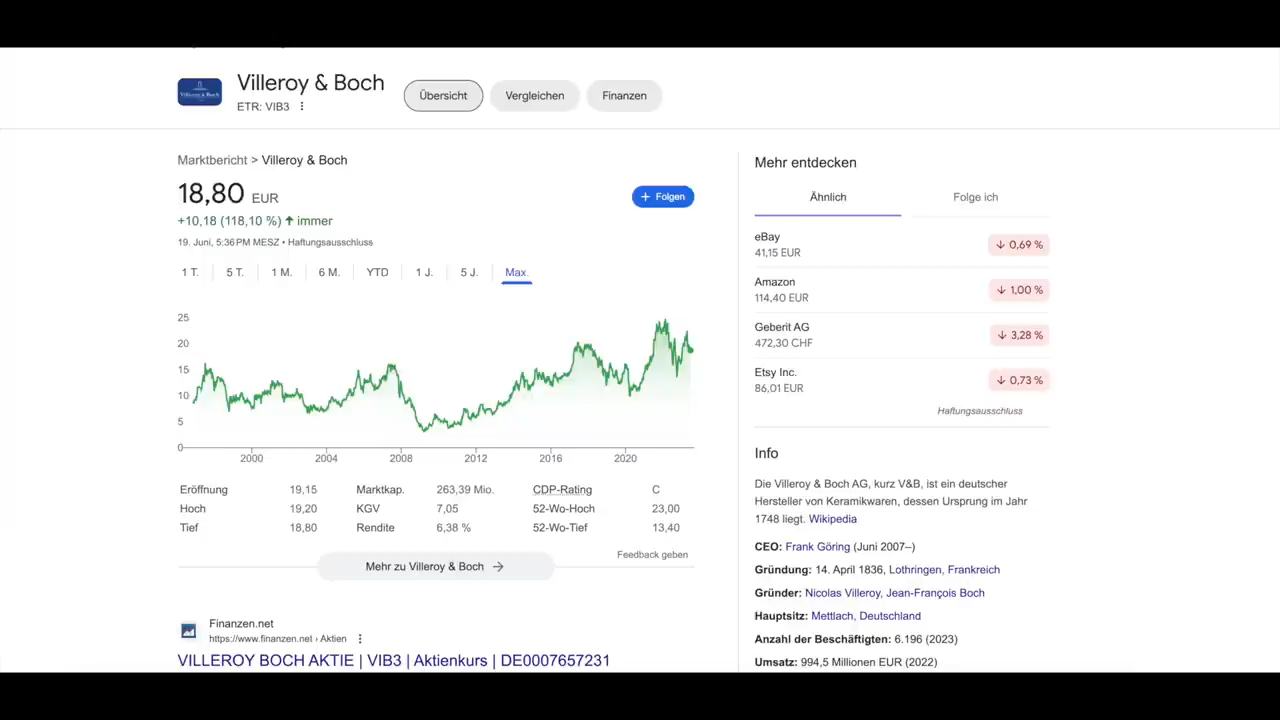 Villeroy & Boch
Villeroy & Boch
ETR: VIB3
Übersicht
Vergleichen
Finanzen
Marktbericht > Villeroy & Boch
18,80 EUR
+ Folgen
+10,18 (118,10 %) ↑ immer
19. Juni, 5:36 PM MESZ • Haftungsausschluss
1 T. 5 T. 1 M. 6 M. YTD 1 J. 5 J. Max.
25
20
15
10
5
0
2000 2004 2008 2012 2016 2020
Eröffnung 19,15 Marktkap. 263,39 Mio. CDP-Rating C
Hoch 19,20 KGV 7,05 52-Wo-Hoch 23,00
Tief 18,80 Rendite 6,38 % 52-Wo-Tief 13,40
Feedback geben
Mehr zu Villeroy & Boch →
Finanzen.net
https://www.finanzen.net › Aktien
VILLEROY BOCH AKTIE | VIB3 | Aktienkurs | DE0007657231
Mehr entdecken
Ähnlich Folge ich
eBay
41,15 EUR
↓ 0,69 %
Amazon
114,40 EUR
↓ 1,00 %
Geberit AG
472,30 CHF
↓ 3,28 %
Etsy Inc.
86,01 EUR
↓ 0,73 %
Haftungsausschluss
Info
Die Villeroy & Boch AG, kurz V&B, ist ein deutscher
Hersteller von Keramikwaren, dessen Ursprung im Jahr
1748 liegt. Wikipedia
CEO: Frank Göring (Juni 2007–)
Gründung: 14. April 1836, Lothringen, Frankreich
Gründer: Nicolas Villeroy, Jean-François Boch
Hauptsitz: Mettlach, Deutschland
Anzahl der Beschäftigten: 6.196 (2023)
Umsatz: 994,5 Millionen EUR (2022)